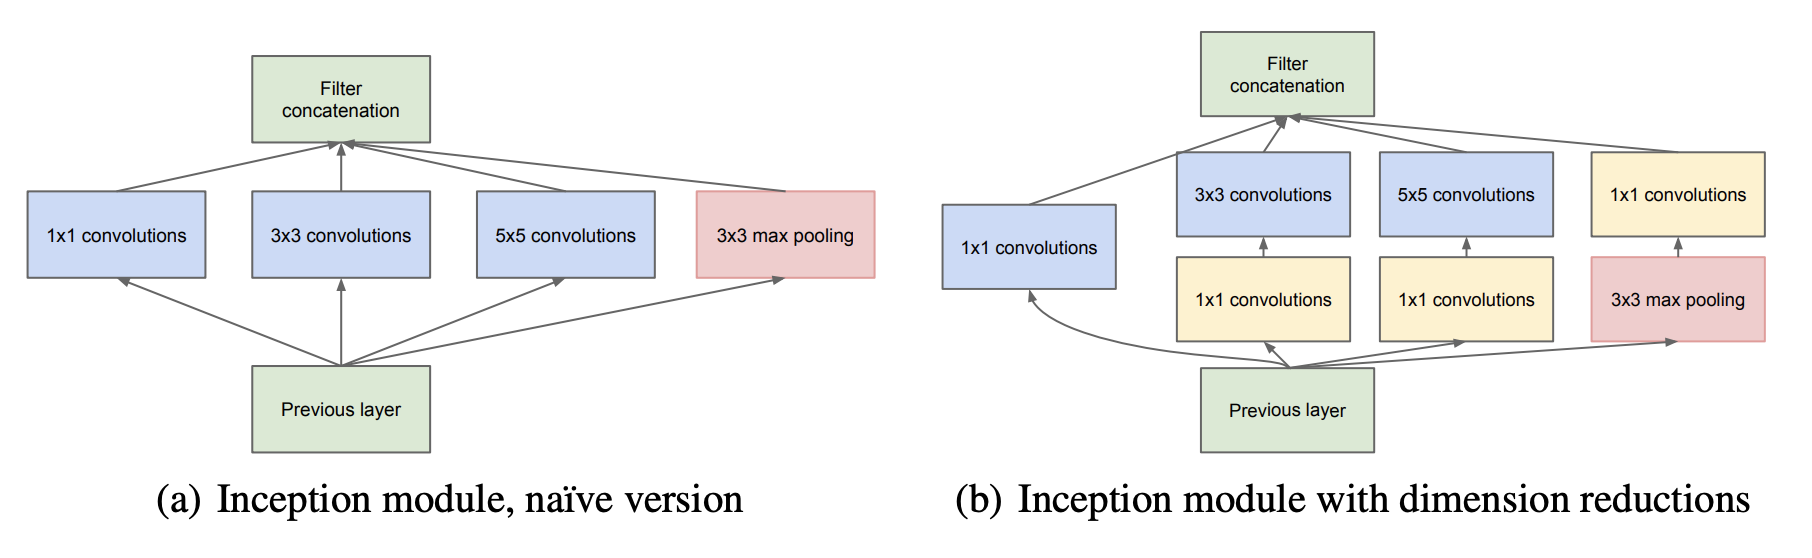 Filter
concatenation
1x1 convolutions
3x3 convolutions
5x5 convolutions
3x3 max pooling
Previous layer
(a) Inception module, naïve version
Filter
concatenation
3x3 convolutions
5x5 convolutions
1x1 convolutions
1x1 convolutions
1x1 convolutions
1x1 convolutions
3x3 max pooling
Previous layer
(b) Inception module with dimension reductions